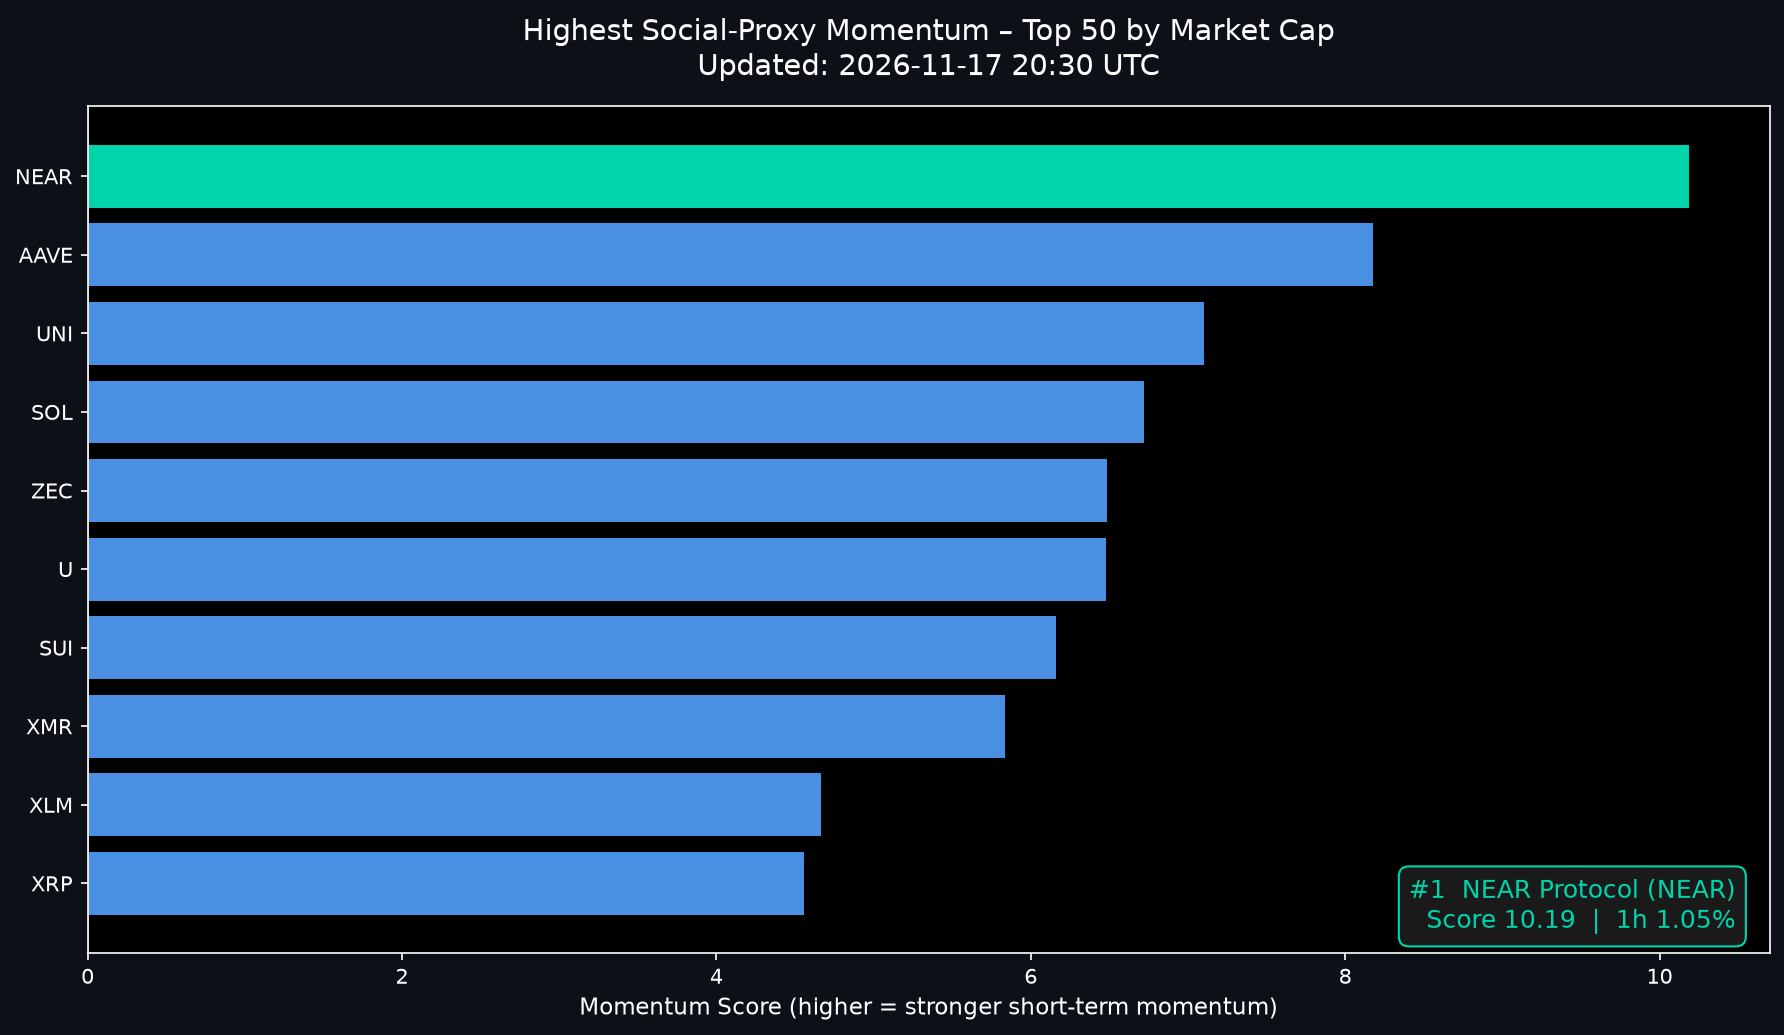 Highest Social-Proxy Momentum – Top 50 by Market Cap
Updated: 2026-11-17 20:30 UTC
NEAR
AAVE
UNI
SOL
ZEC
U
SUI
XMR
XLM
XRP
#1 NEAR Protocol (NEAR)
Score 10.19 | 1h 1.05%
0 2 4 6 8 10
Momentum Score (higher = stronger short-term momentum)